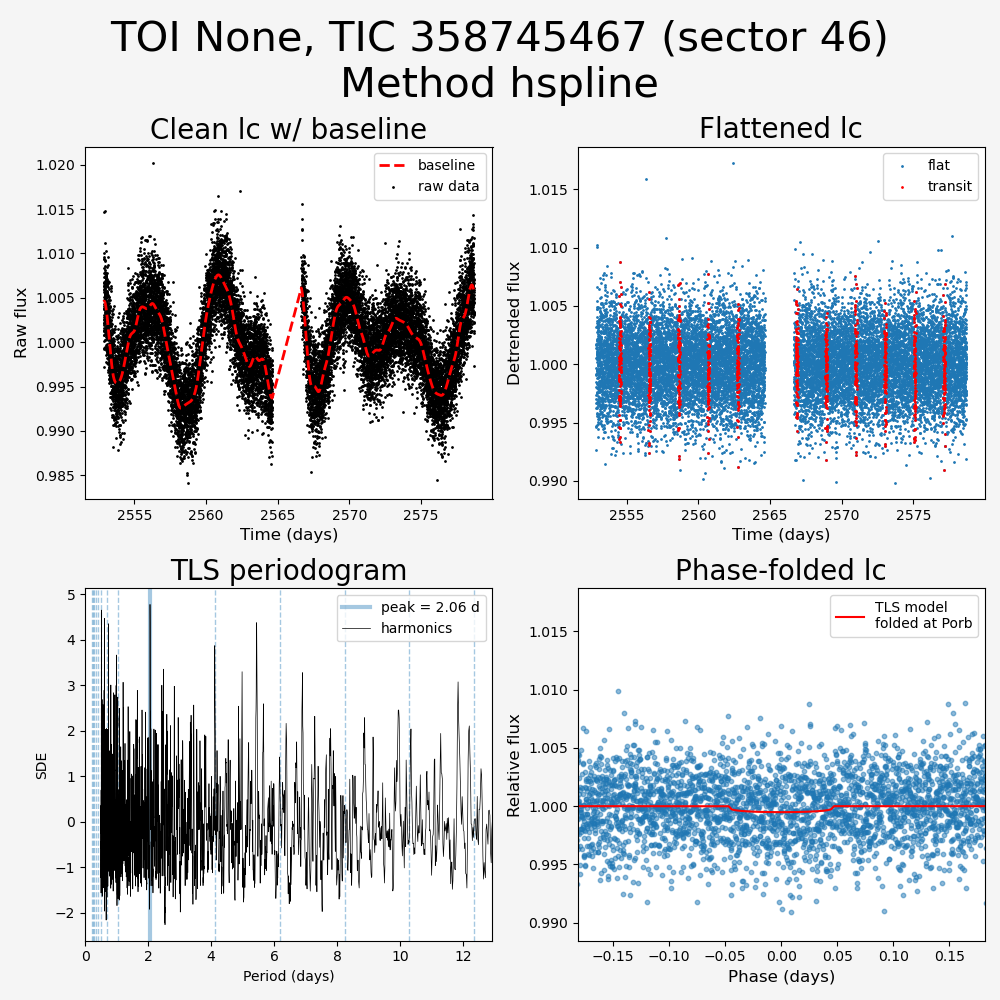 TOI None, TIC 358745467 (sector 46)
Method hspline
Clean lc w/ baseline
baseline
raw data
1.020
1.015
1.010
1.005
1.000
0.995
0.990
0.985
Raw flux
2555
2560
2565
2570
2575
Time (days)
Flattened lc
flat
transit
1.015
1.010
1.005
1.000
0.995
0.990
Detrended flux
2555
2560
2565
2570
2575
Time (days)
TLS periodogram
peak = 2.06 d
harmonics
5
4
3
2
1
0
−1
−2
SDE
0
2
4
6
8
10
12
Period (days)
Phase-folded lc
TLS model
folded at Porb
1.015
1.010
1.005
1.000
0.995
0.990
Relative flux
−0.15
−0.10
−0.05
0.00
0.05
0.10
0.15
Phase (days)